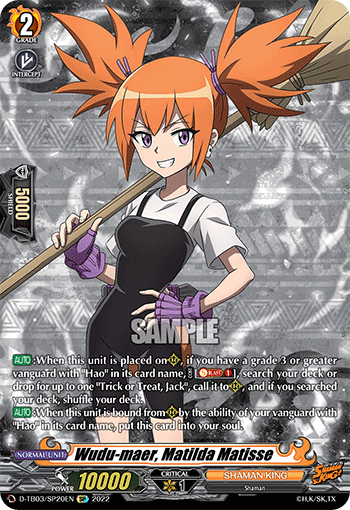 2
GRADE
INTERCEPT
5000
SHIELD
SAMPLE
AUTO:When this unit is placed on R, if you have a grade 3 or greater
vanguard with "Hao" in its card name, COST [SOUL BLAST 1], search your deck or
drop for up to one "Trick or Treat, Jack", call it to R, and if you searched
your deck, shuffle your deck.
AUTO:When this unit is bound from R by the ability of your vanguard with
"Hao" in its card name, put this card into your soul.
NORMAL UNIT
Wudu-maer, Matilda Matisse
POWER 10000
CRITICAL
1
SHAMAN KING
Shaman
SHAMAN KING
D-TB03/SP20EN SP 2022
©H.K/SK,TX